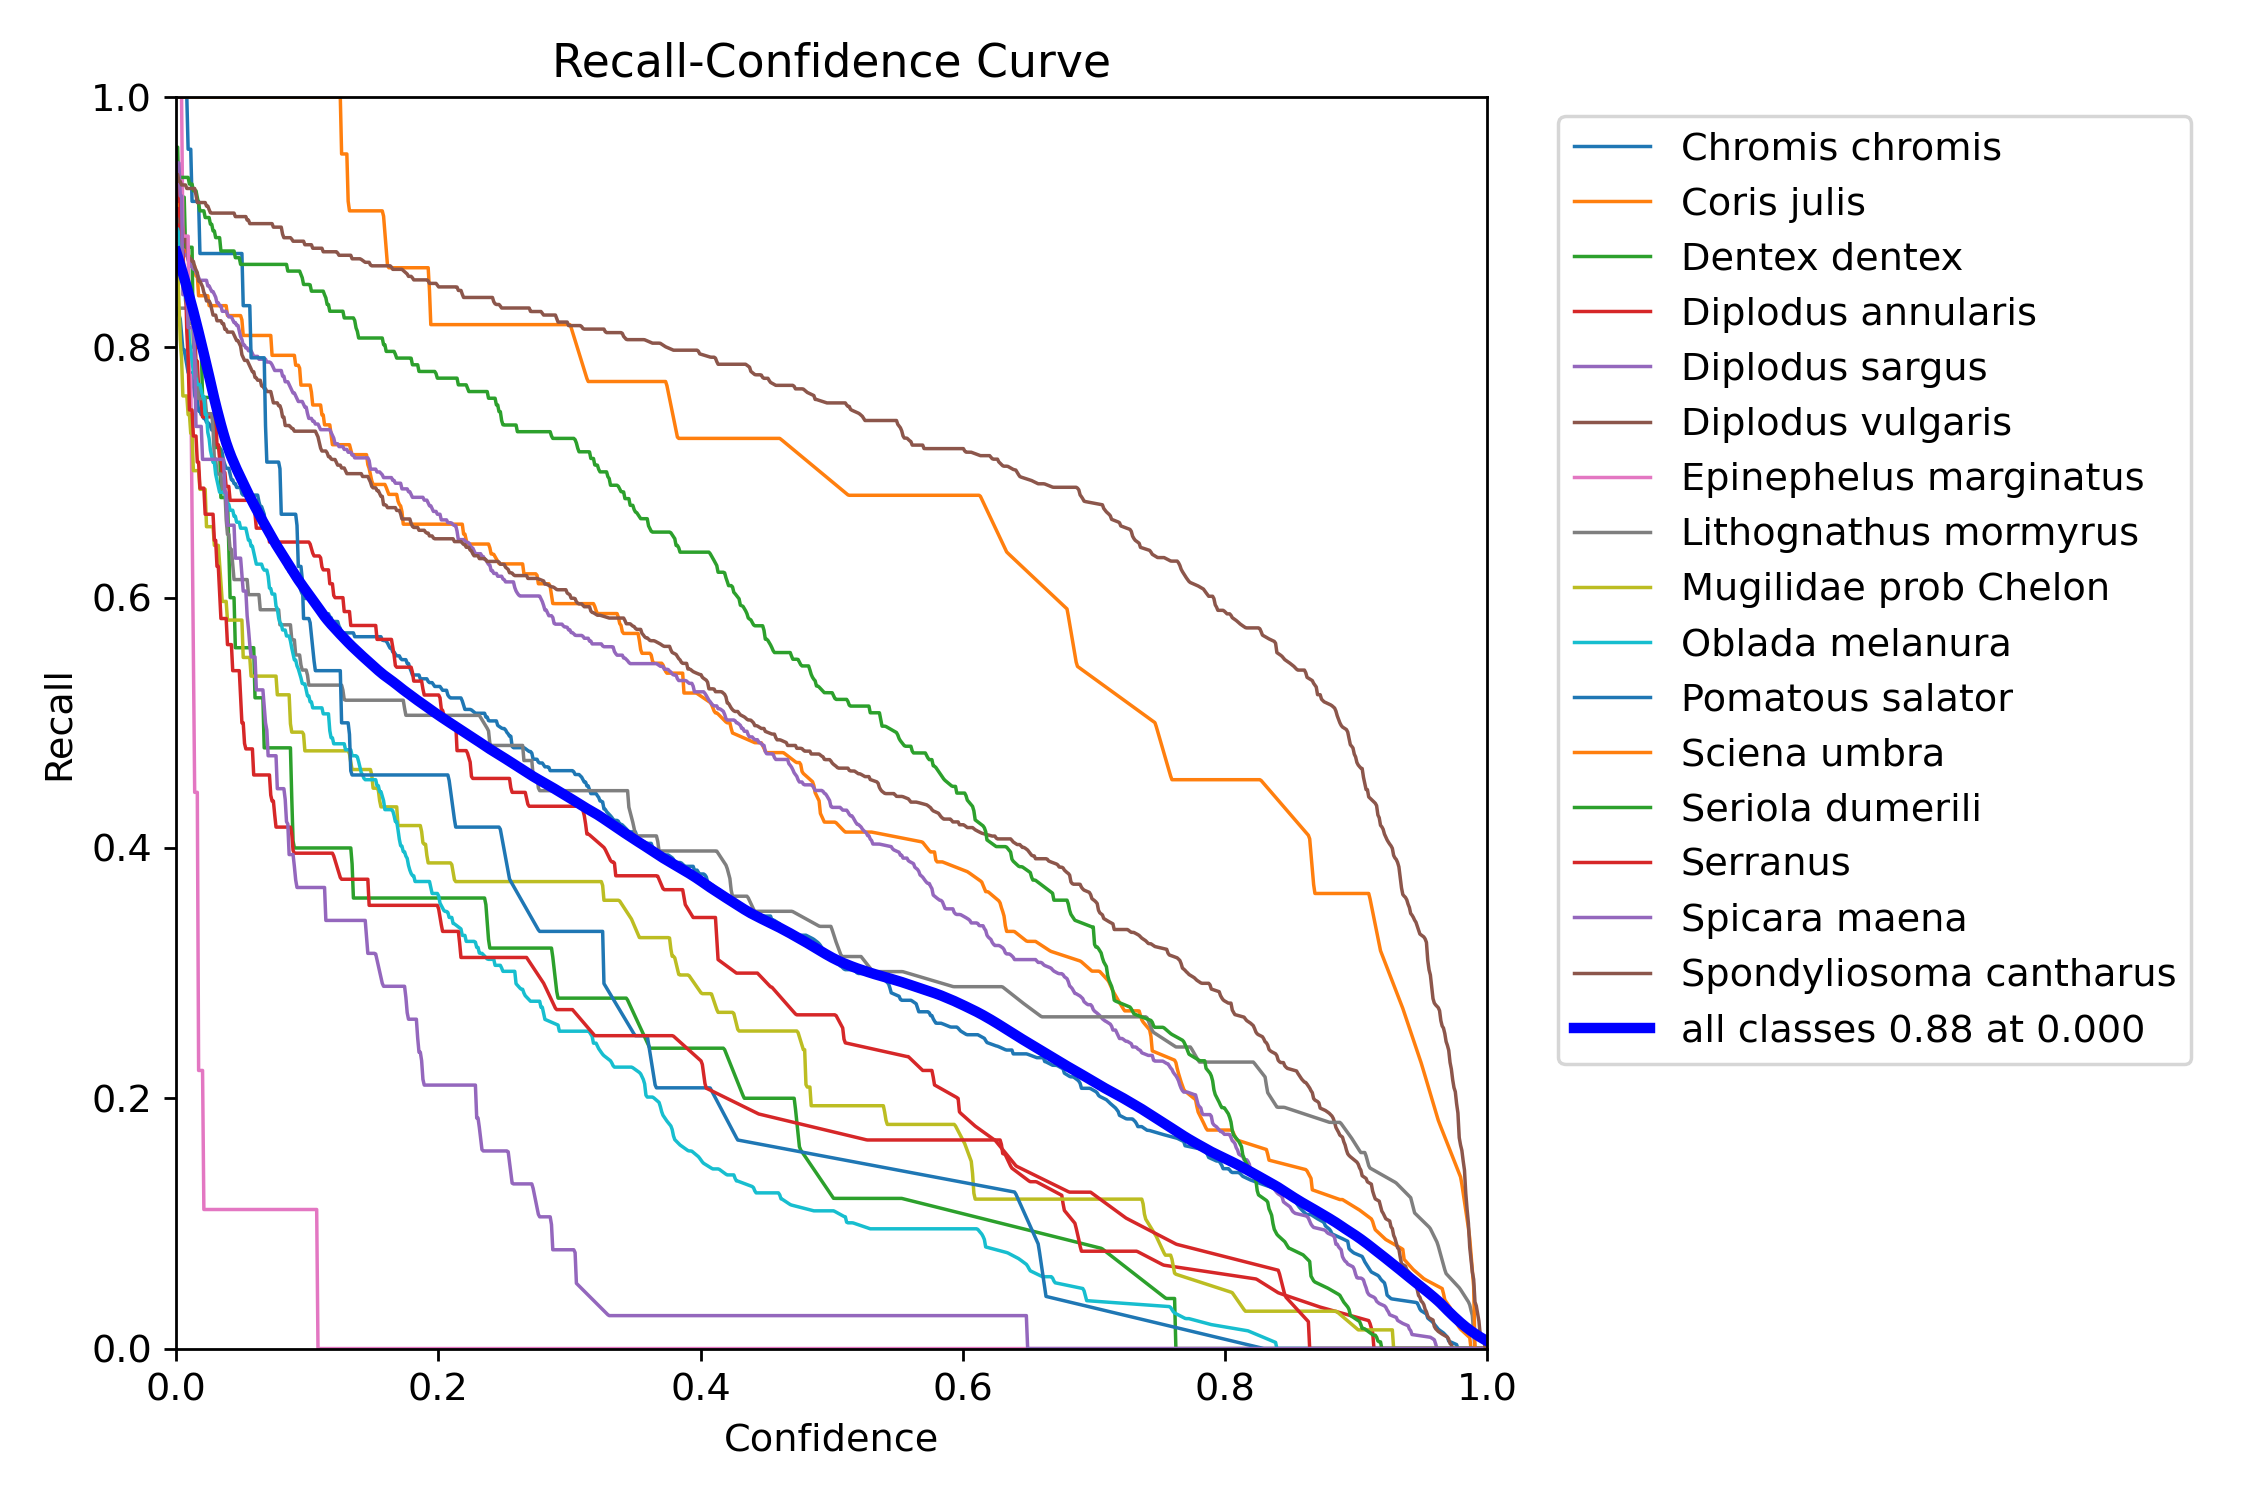 Recall-Confidence Curve
1.0
0.8
0.6
0.4
0.2
0.0
Recall
0.0 0.2 0.4 0.6 0.8 1.0
Confidence
Chromis chromis
Coris julis
Dentex dentex
Diplodus annularis
Diplodus sargus
Diplodus vulgaris
Epinephelus marginatus
Lithognathus mormyrus
Mugilidae prob Chelon
Oblada melanura
Pomatous salator
Sciena umbra
Seriola dumerili
Serranus
Spicara maena
Spondyliosoma cantharus
all classes 0.88 at 0.000